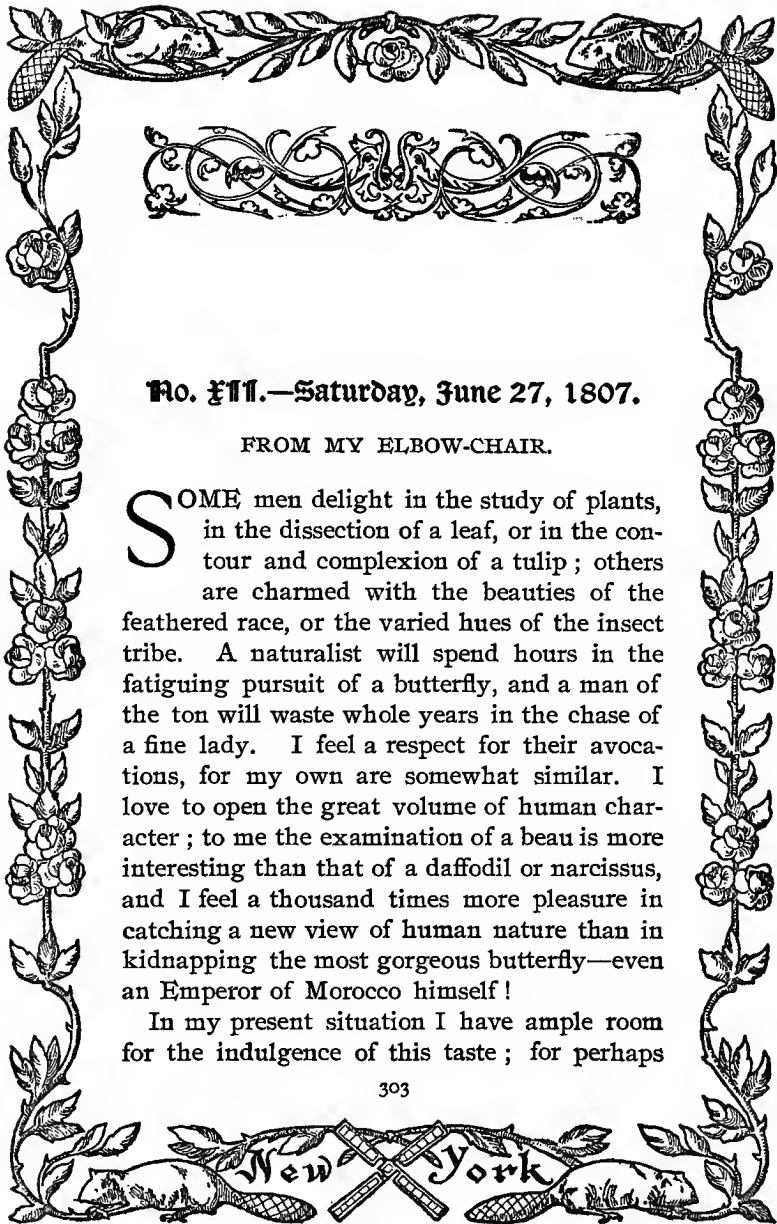 No. XII.—Saturday, June 27, 1807.
FROM MY ELBOW-CHAIR.
SOME men delight in the study of plants,
in the dissection of a leaf, or in the con-
tour and complexion of a tulip ; others
are charmed with the beauties of the
feathered race, or the varied hues of the insect
tribe. A naturalist will spend hours in the
fatiguing pursuit of a butterfly, and a man of
the ton will waste whole years in the chase of
a fine lady. I feel a respect for their avoca-
tions, for my own are somewhat similar. I
love to open the great volume of human char-
acter ; to me the examination of a beau is more
interesting than that of a daffodil or narcissus,
and I feel a thousand times more pleasure in
catching a new view of human nature than in
kidnapping the most gorgeous butterfly—even
an Emperor of Morocco himself !
In my present situation I have ample room
for the indulgence of this taste ; for perhaps
303
New York